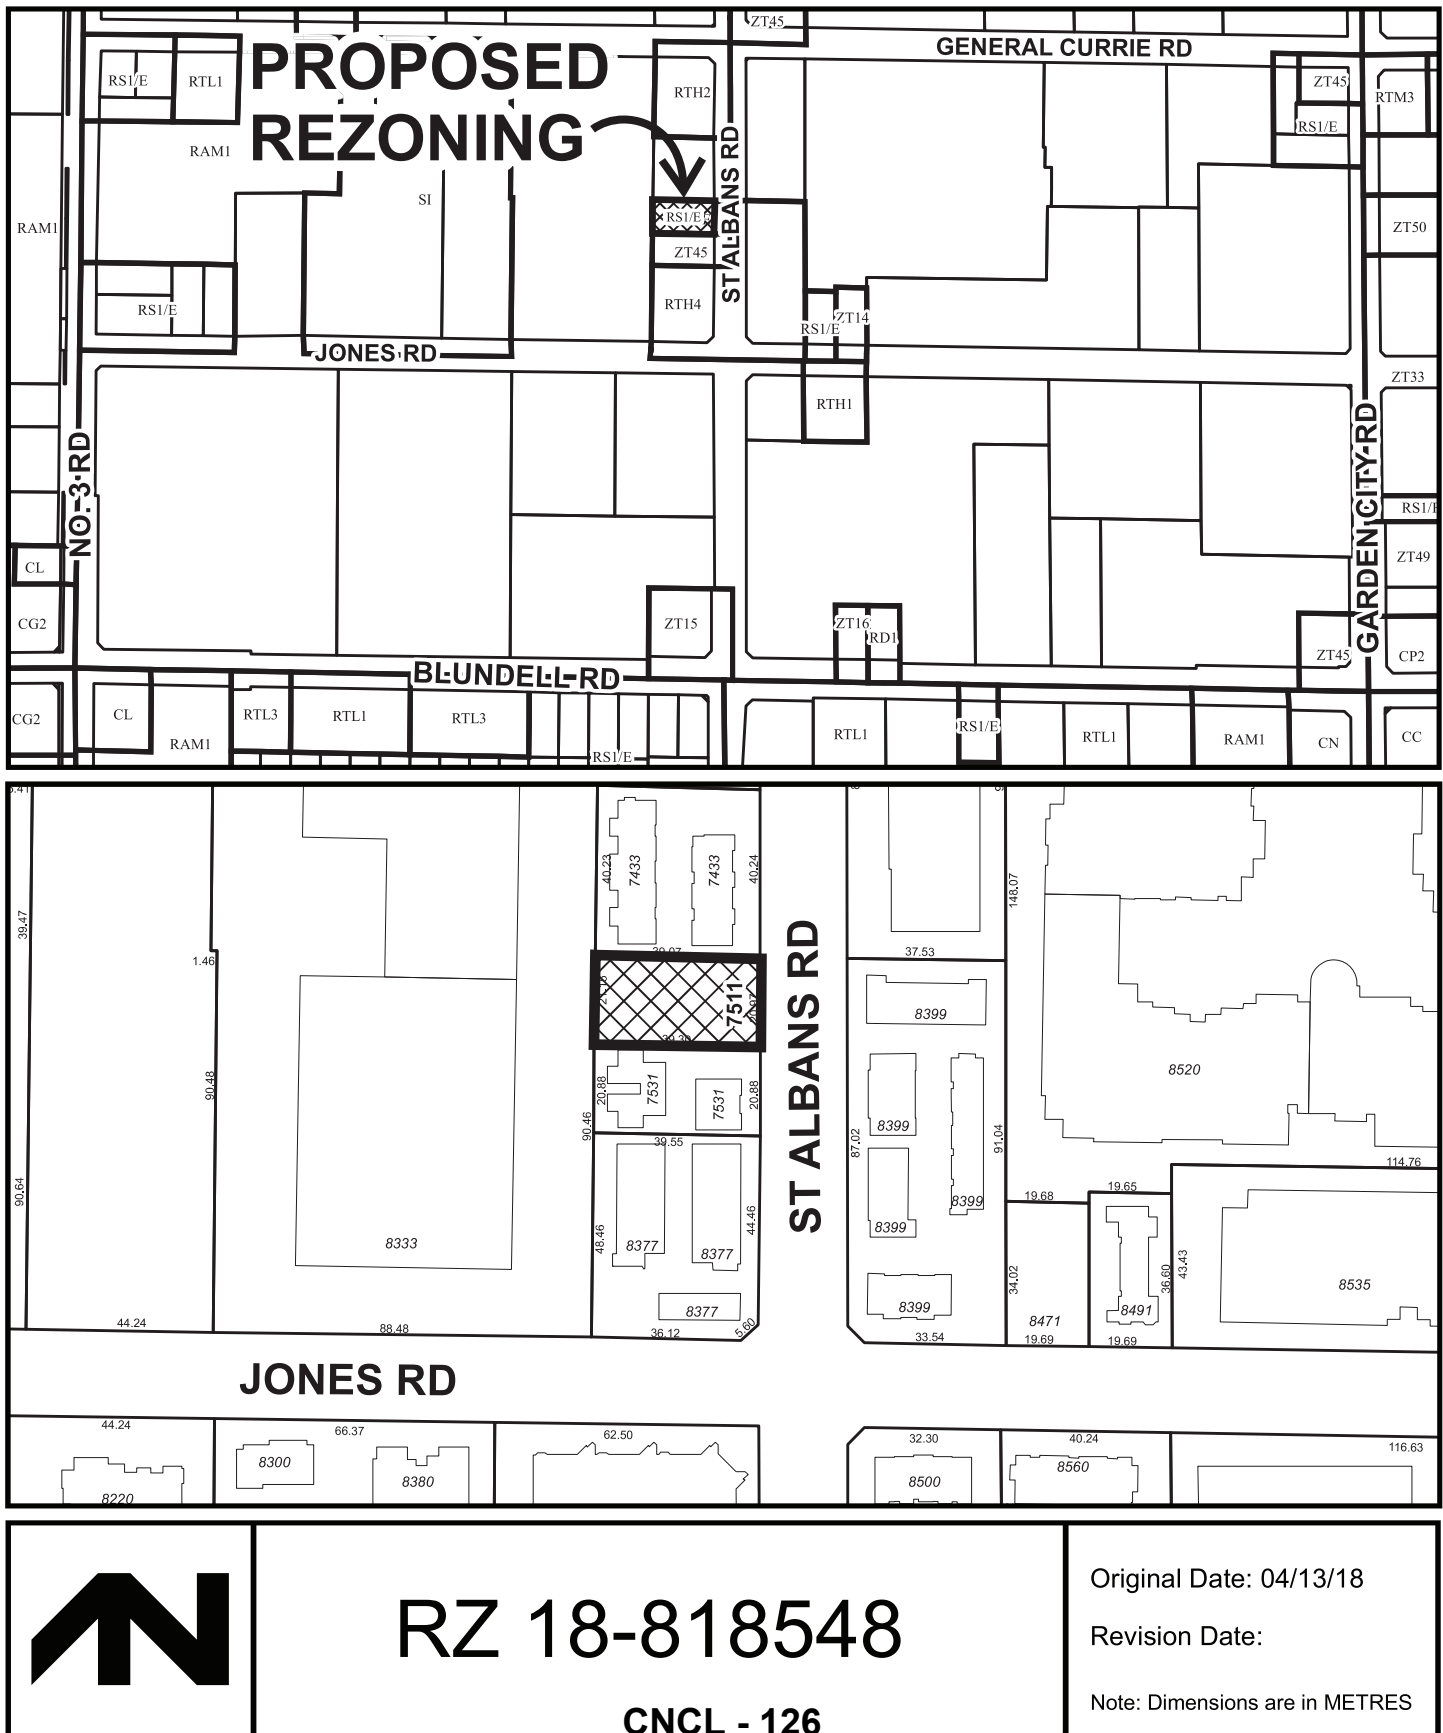 ZT45
GENERAL CURRIE RD
PROPOSED
REZONING
RS1/E
RTL1
RTH2
ZT45
RTM3
RS1/E
RAM1
SI
RAM1
RS1/E
ST ALBANS RD
ZT50
ZT45
RTH4
RS1/E
ZT14
RS1/E
JONES RD
ZT33
RTH1
NO. 3 RD
GARDEN CITY RD
RS1/E
CL
ZT49
CG2
ZT15
ZT16
RD1
ZT45
CP2
BLUNDELL RD
CG2
CL
RAM1
RTL3
RTL1
RTL3
RS1/E
RTL1
RS1/E
RTL1
RAM1
CN
CC
39.47
1.46
40.23
7433
7433
40.24
39.07
148.07
37.53
7511
39.30
8399
8520
90.48
90.64
20.88
7531
7531
20.88
90.46
39.55
8399
87.02
91.04
ST ALBANS RD
114.76
19.68
19.65
8399
8399
48.46
44.46
8333
8377
8377
8377
34.02
43.43
36.60
8535
8399
8471
8491
44.24
88.48
36.12
5.60
33.54
19.69
19.69
JONES RD
44.24
66.37
62.50
32.30
40.24
116.63
8220
8300
8380
8500
8560
RZ 18-818548
CNCL - 126
Original Date: 04/13/18
Revision Date:
Note: Dimensions are in METRES